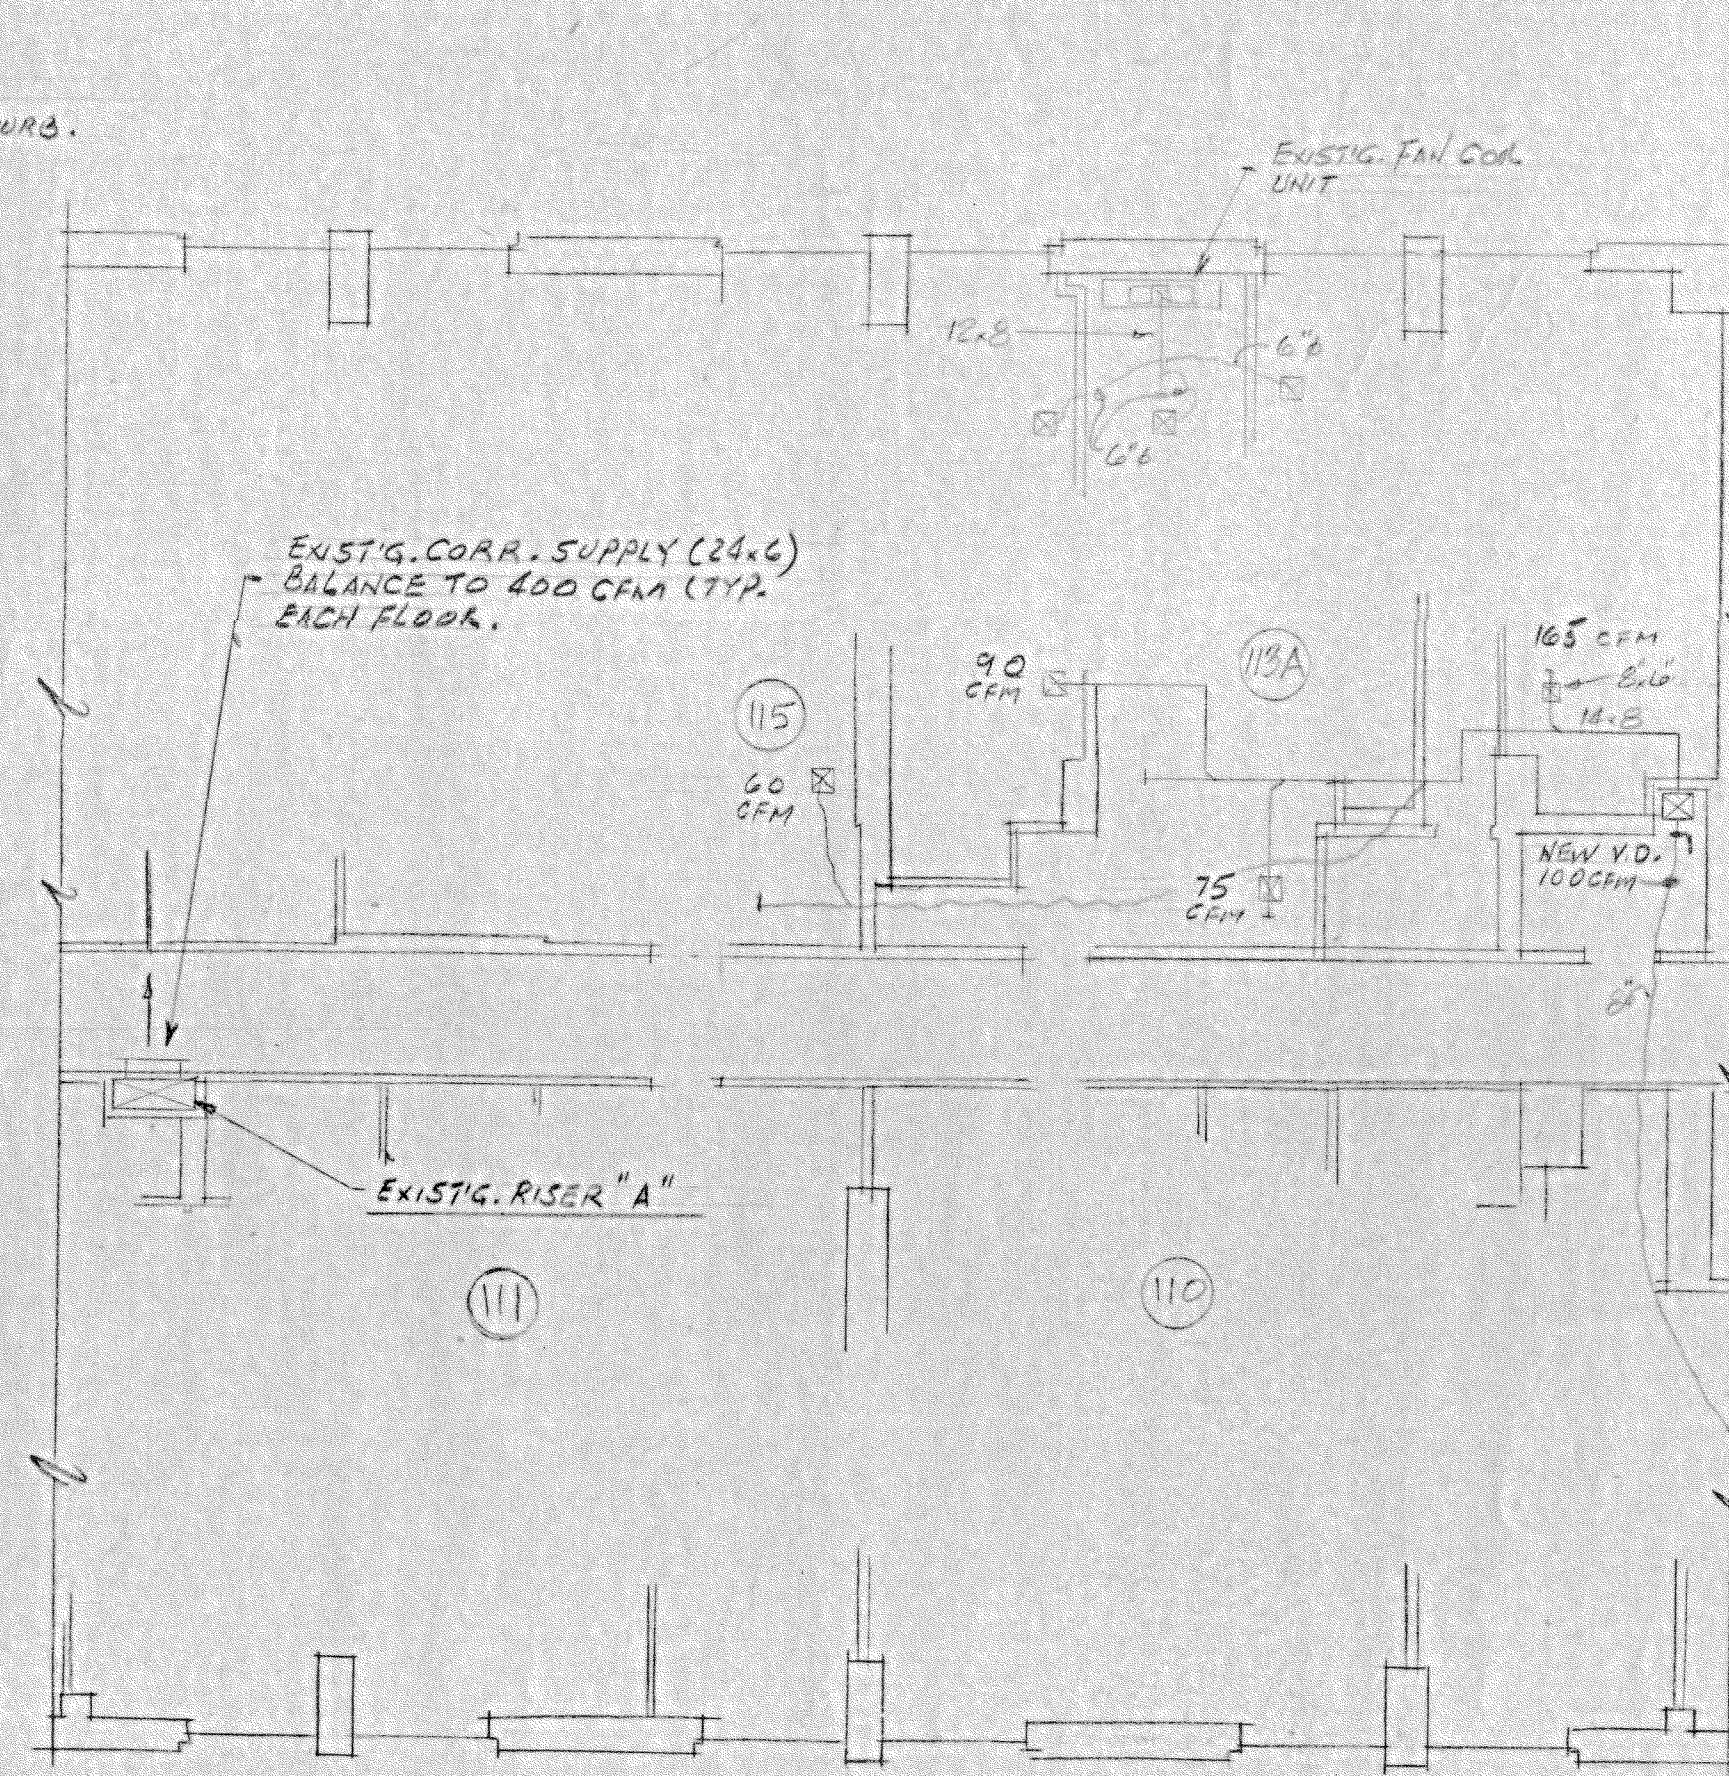 URB.
EXIST'G. FAN COIL
UNIT
12x8
6"ø
6"ø
EXIST'G. CORR. SUPPLY (24x6)
BALANCE TO 400 CFM (TYP.
EACH FLOOR.
115
60
CFM
90
CFM
113A
165 CFM
8"x6"
14x8
75
CFM
NEW V.D.
100 CFM
EXIST'G. RISER "A"
111
110